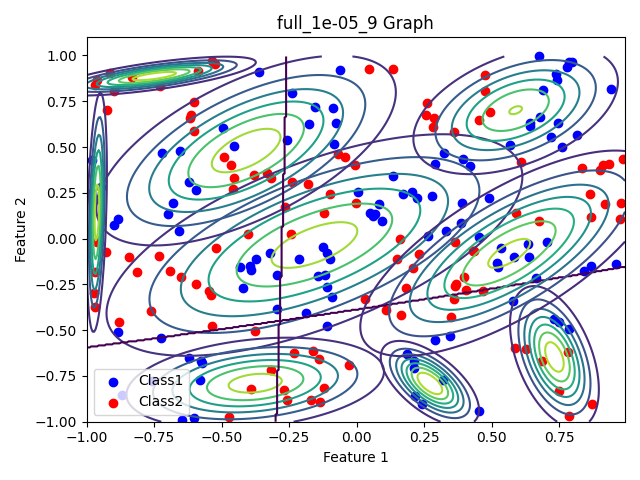 full_1e-05_9 Graph
1.00
0.75
0.50
0.25
0.00
−0.25
−0.50
−0.75
−1.00
Feature 2
Class1
Class2
−1.00 −0.75 −0.50 −0.25 0.00 0.25 0.50 0.75
Feature 1